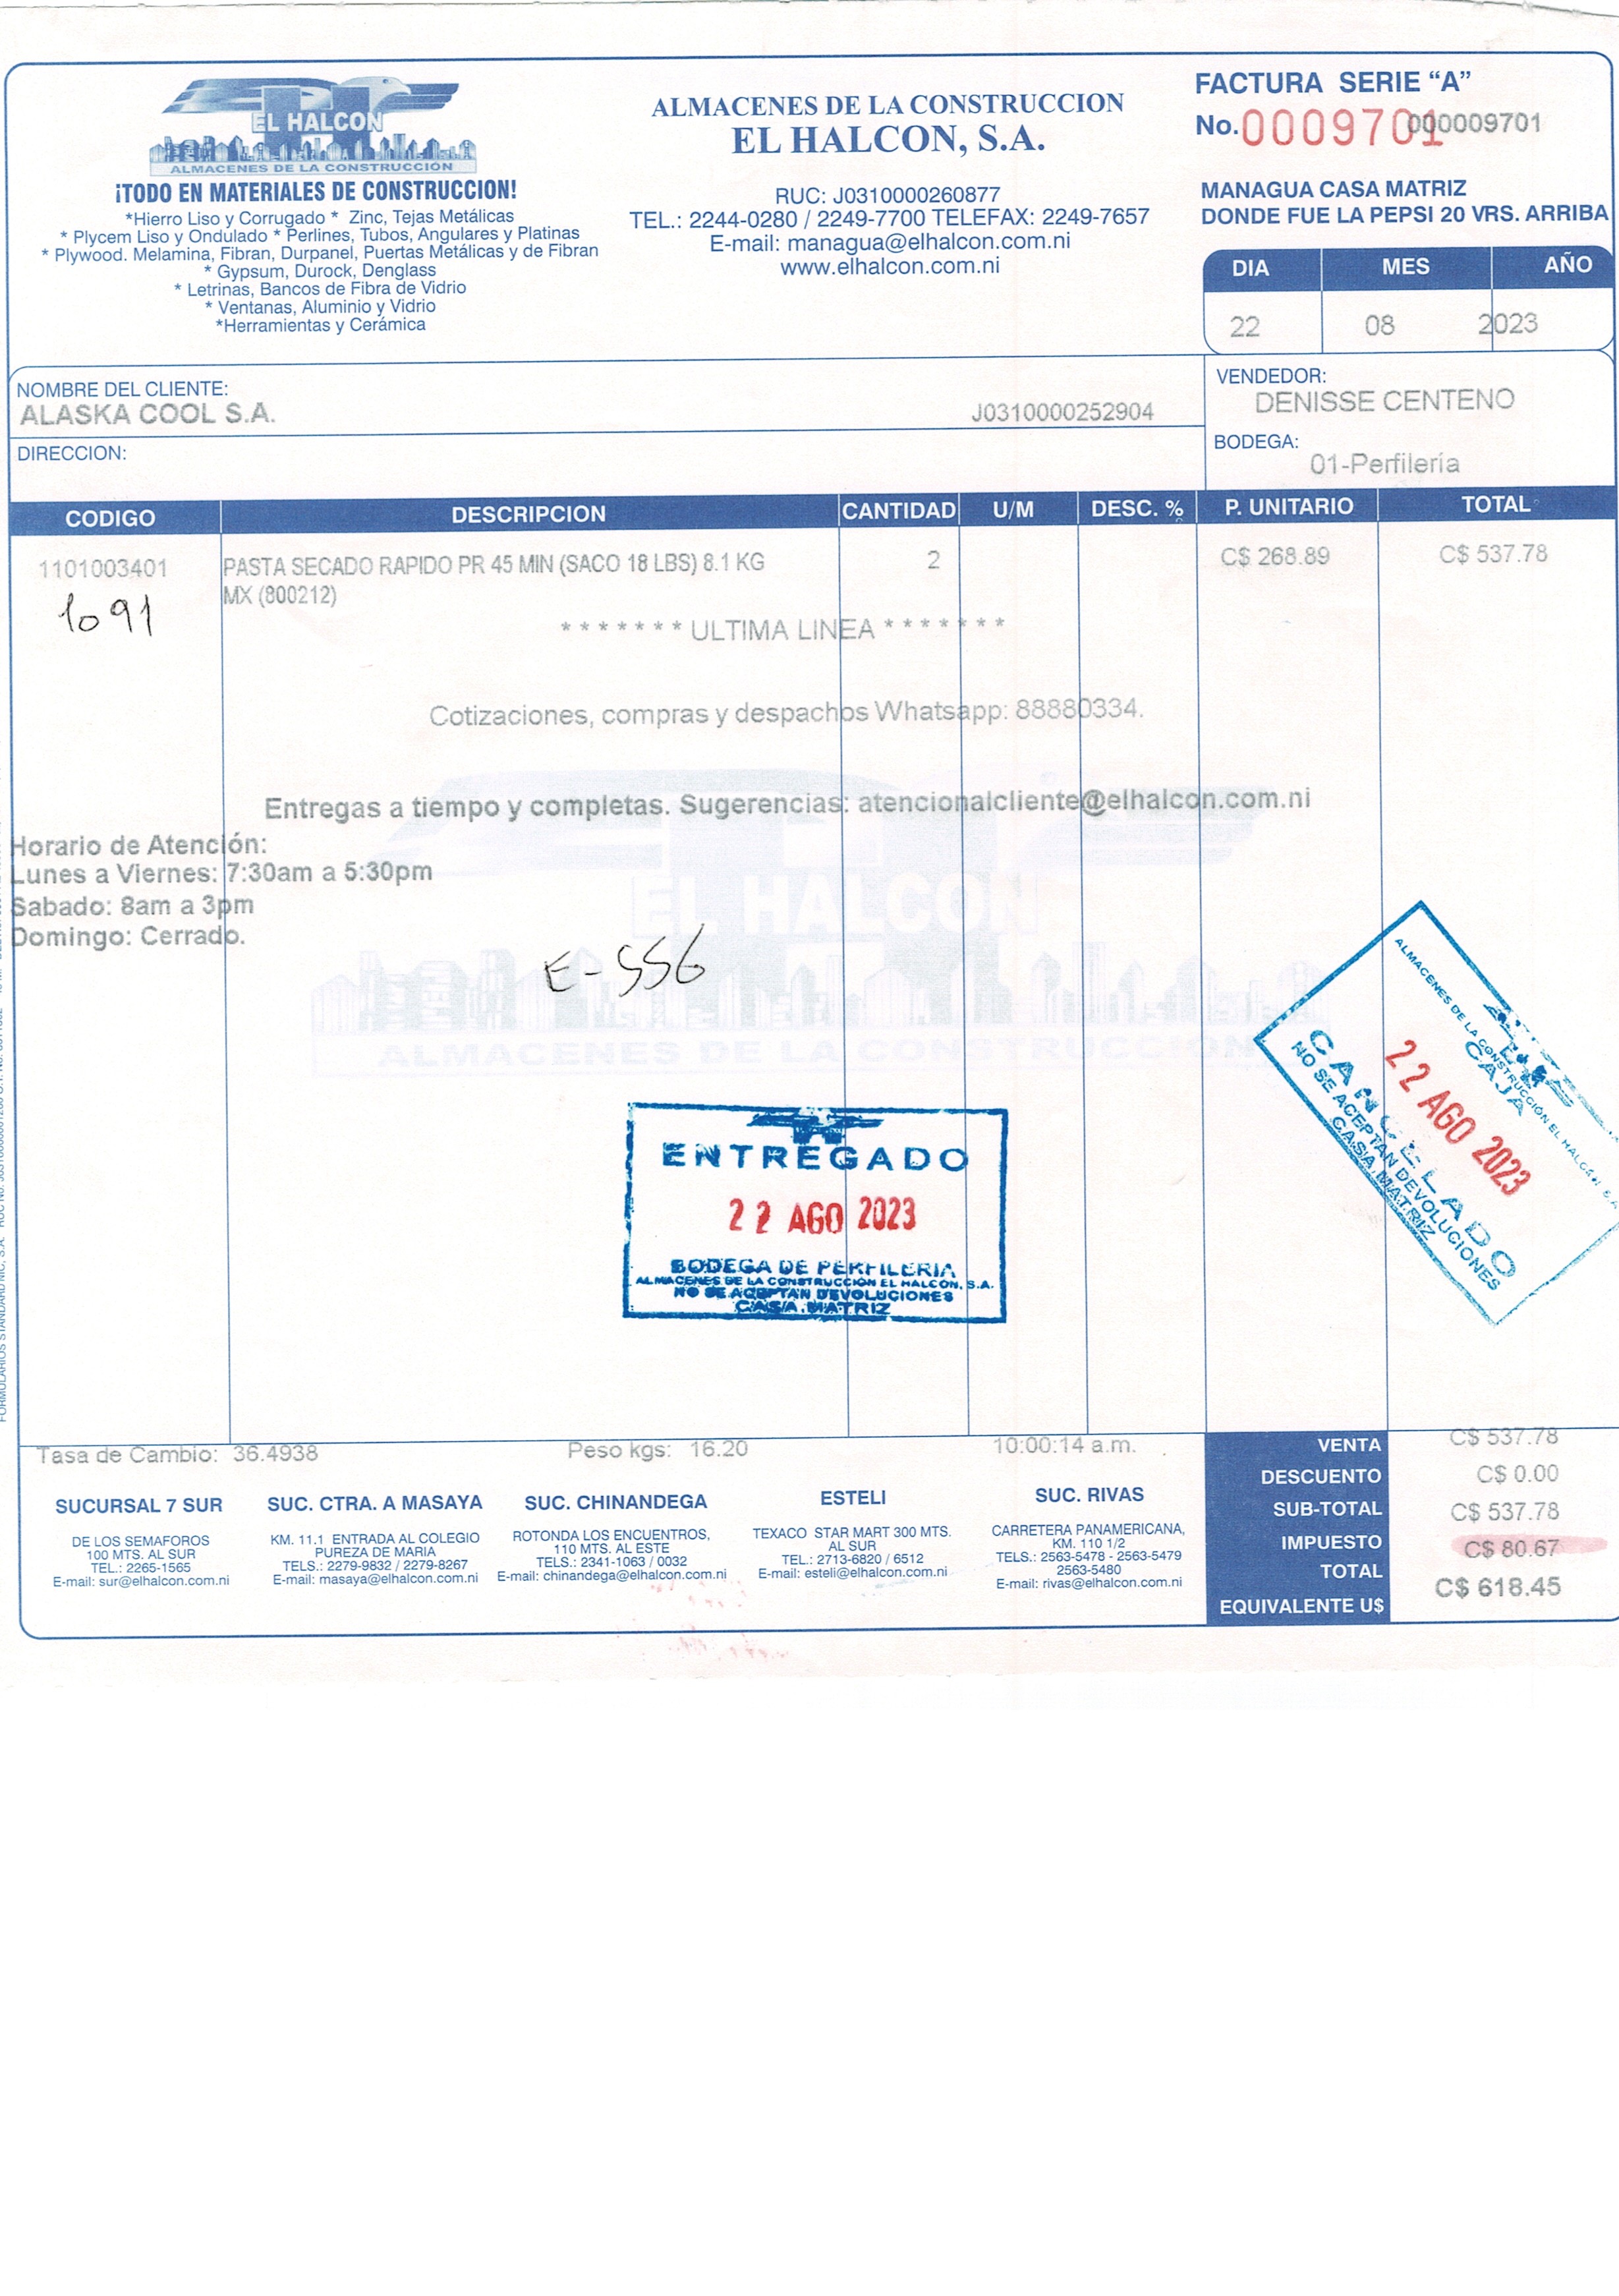 EL HALCON
ALMACENES DE LA CONSTRUCCIÓN
¡TODO EN MATERIALES DE CONSTRUCCION!
*Hierro Liso y Corrugado * Zinc, Tejas Metálicas
* Plycem Liso y Ondulado * Perlines, Tubos, Angulares y Platinas
* Plywood. Melamina, Fibran, Durpanel, Puertas Metálicas y de Fibran
* Gypsum, Durock, Denglass
* Letrinas, Bancos de Fibra de Vidrio
* Ventanas, Aluminio y Vidrio
*Herramientas y Cerámica
ALMACENES DE LA CONSTRUCCION
EL HALCON, S.A.
RUC: J0310000260877
TEL.: 2244-0280 / 2249-7700 TELEFAX: 2249-7657
E-mail: managua@elhalcon.com.ni
www.elhalcon.com.ni
FACTURA SERIE “A”
No. 0009701 000009701
MANAGUA CASA MATRIZ
DONDE FUE LA PEPSI 20 VRS. ARRIBA
DIA MES AÑO
22 08 2023
NOMBRE DEL CLIENTE:
ALASKA COOL S.A. J0310000252904
DIRECCION:
VENDEDOR:
DENISSE CENTENO
BODEGA:
01-Perfilería
CODIGO DESCRIPCION CANTIDAD U/M DESC. % P. UNITARIO TOTAL
1101003401 PASTA SECADO RAPIDO PR 45 MIN (SACO 18 LBS) 8.1 KG 2 C$ 268.89 C$ 537.78
MX (800212)
1091
******* ULTIMA LINEA *******
Cotizaciones, compras y despachos Whatsapp: 88880334.
Entregas a tiempo y completas. Sugerencias: atencionalcliente@elhalcon.com.ni
Horario de Atención:
Lunes a Viernes: 7:30am a 5:30pm
Sabado: 8am a 3pm
Domingo: Cerrado.
EL HALCON
ALMACENES DE LA CONSTRUCCION
E-556
ENTREGADO
22 AGO 2023
BODEGA DE PERFILERIA
ALMACENES DE LA CONSTRUCCIÓN EL HALCON, S.A.
NO SE ACEPTAN DEVOLUCIONES
CASA MATRIZ
ALMACENES DE LA CONSTRUCCIÓN EL HALCÓN S.A.
CAJA
22 AGO 2023
CANCELADO
NO SE ACEPTAN DEVOLUCIONES
CASA MATRIZ
Tasa de Cambio: 36.4938 Peso kgs: 16.20 10:00:14 a.m.
SUCURSAL 7 SUR
DE LOS SEMAFOROS
100 MTS. AL SUR
TEL.: 2265-1565
E-mail: sur@elhalcon.com.ni
SUC. CTRA. A MASAYA
KM. 11.1 ENTRADA AL COLEGIO
PUREZA DE MARIA
TELS.: 2279-9832 / 2279-8267
E-mail: masaya@elhalcon.com.ni
SUC. CHINANDEGA
ROTONDA LOS ENCUENTROS,
110 MTS. AL ESTE
TELS.: 2341-1063 / 0032
E-mail: chinandega@elhalcon.com.ni
ESTELI
TEXACO STAR MART 300 MTS.
AL SUR
TEL.: 2713-6820 / 6512
E-mail: esteli@elhalcon.com.ni
SUC. RIVAS
CARRETERA PANAMERICANA,
KM. 110 1/2
TELS.: 2563-5478 - 2563-5479
2563-5480
E-mail: rivas@elhalcon.com.ni
VENTA C$ 537.78
DESCUENTO C$ 0.00
SUB-TOTAL C$ 537.78
IMPUESTO C$ 80.67
TOTAL C$ 618.45
EQUIVALENTE U$